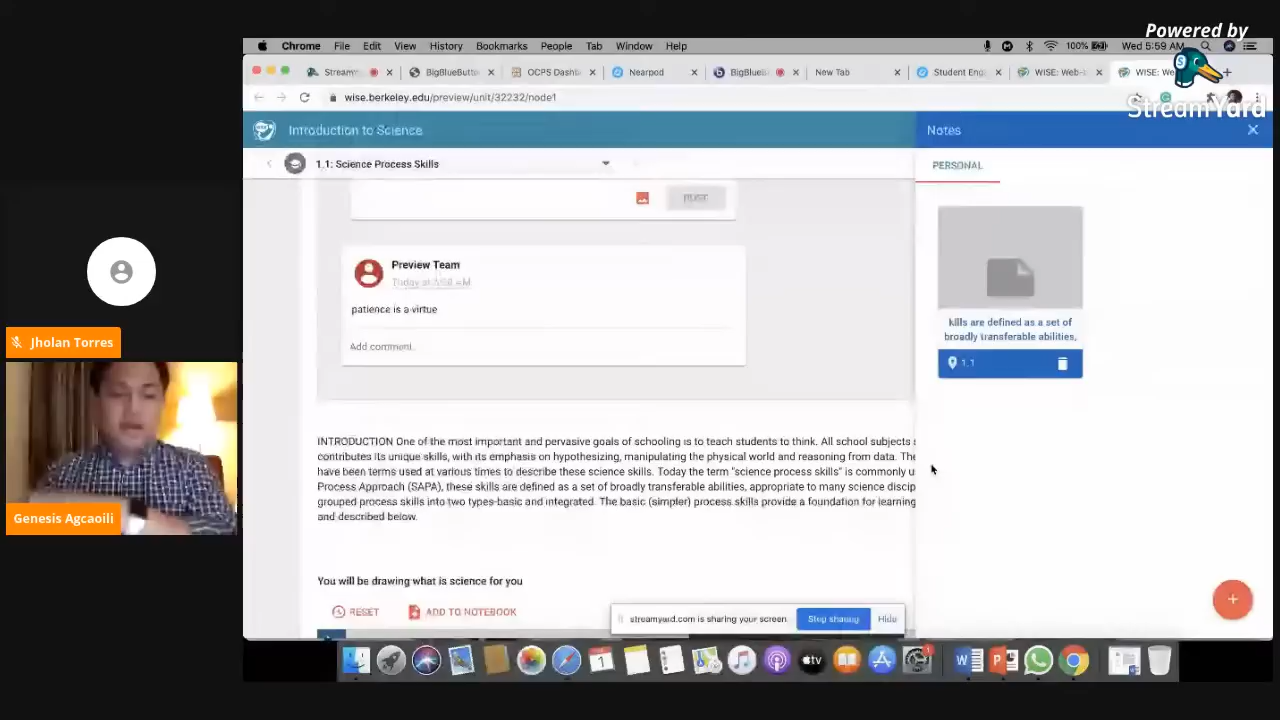 Powered by
StreamYard
Chrome File Edit View History Bookmarks People Tab Window Help
100% Wed 5:59 AM
BigBlueButto
OCPS Dashb
Nearpod
BigBlueB
New Tab
Student Eng
WISE: Web-b
WISE: We
wise.berkeley.edu/preview/unit/32232/node1
Introduction to Science
Notes
1.1: Science Process Skills
PERSONAL
Preview Team
patience is a virtue
Add comment.
kills are defined as a set of
broadly transferable abilities,
1.1
INTRODUCTION One of the most important and pervasive goals of schooling is to teach students to think. All school subjects s
contributes its unique skills, with its emphasis on hypothesizing, manipulating the physical world and reasoning from data. The
have been terms used at various times to describe these science skills. Today the term "science process skills" is commonly u
Process Approach (SAPA), these skills are defined as a set of broadly transferable abilities, appropriate to many science discip
grouped process skills into two types-basic and integrated. The basic (simpler) process skills provide a foundation for learning
and described below.
You will be drawing what is science for you
RESET
ADD TO NOTEBOOK
streamyard.com is sharing your screen.
Stop sharing
Hide
Jholan Torres
Genesis Agcaoili
1
tv
W
P
1